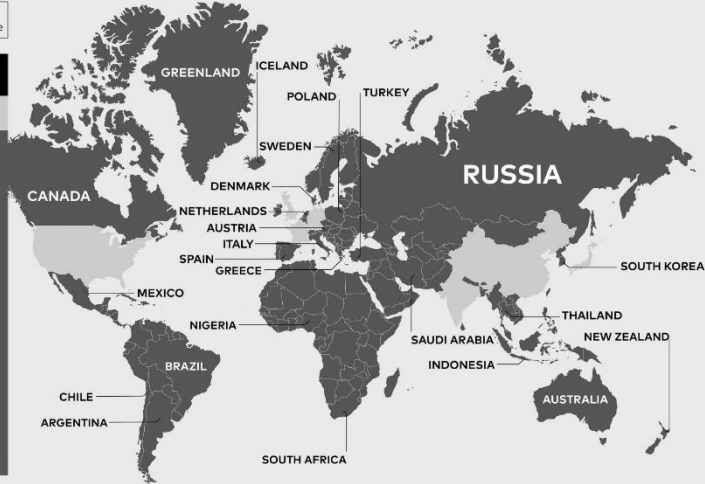 ICELAND
GREENLAND
POLAND
TURKEY
SWEDEN
RUSSIA
DENMARK
CANADA
NETHERLANDS
AUSTRIA
ITALY
SPAIN
GREECE
SOUTH KOREA
MEXICO
THAILAND
NIGERIA
NEW ZEALAND
SAUDI ARABIA
INDONESIA
BRAZIL
CHILE
AUSTRALIA
ARGENTINA
SOUTH AFRICA